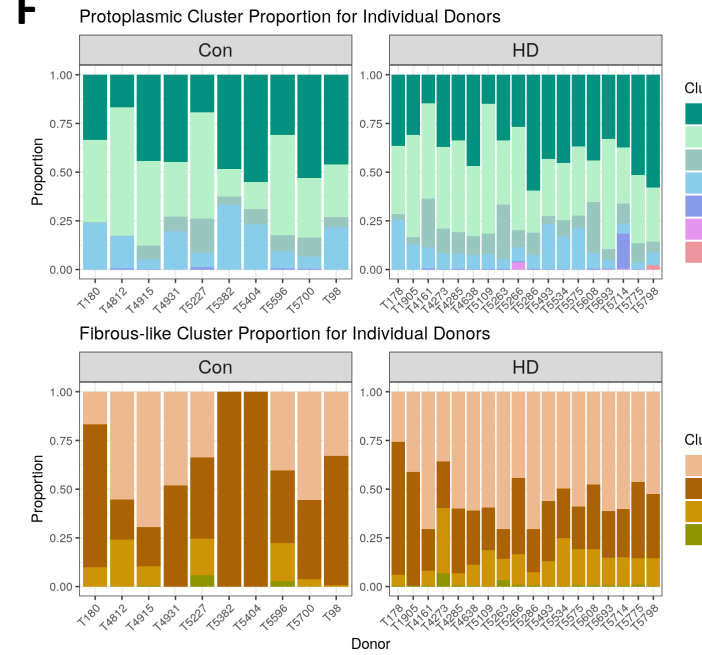 F
Protoplasmic Cluster Proportion for Individual Donors
Con
HD
Clu
Proportion
1.00
0.75
0.50
0.25
0.00
T180
T4812
T4915
T4931
T5227
T5382
T5404
T5596
T5700
T98
T178
T1905
T4161
T4273
T4285
T4638
T5109
T5263
T5266
T5286
T5493
T5534
T5575
T5608
T5693
T5714
T5775
T5798
Fibrous-like Cluster Proportion for Individual Donors
Con
HD
Clu
Proportion
1.00
0.75
0.50
0.25
0.00
T180
T4812
T4915
T4931
T5227
T5382
T5404
T5596
T5700
T98
T178
T1905
T4161
T4273
T4285
T4638
T5109
T5263
T5266
T5286
T5493
T5534
T5575
T5608
T5693
T5714
T5775
T5798
Donor